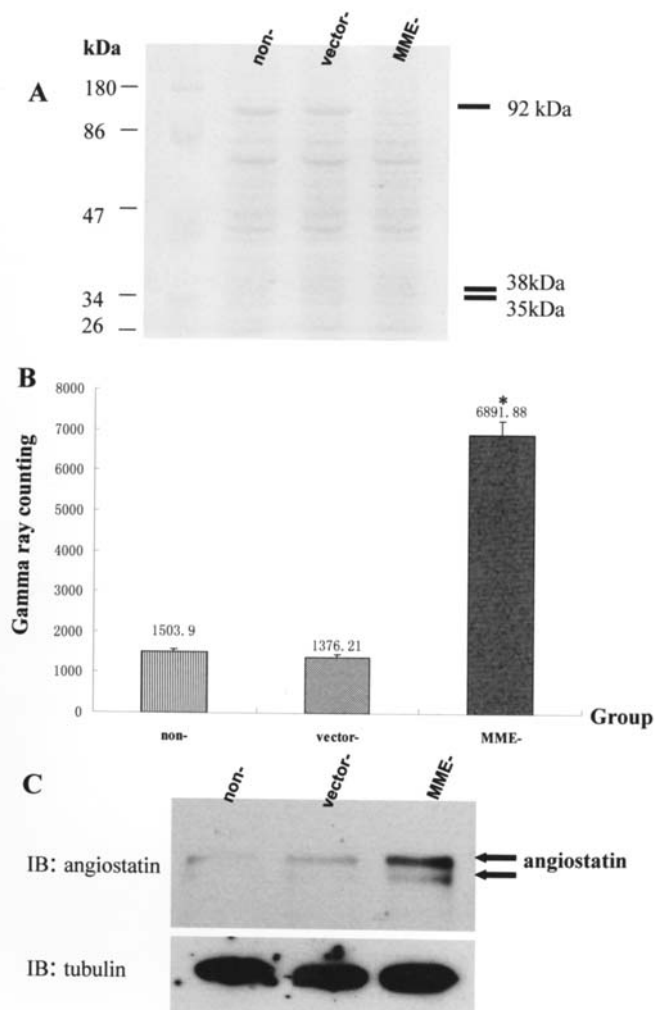 kDa
non-
vector-
MME-
A
180
86
47
34
26
92 kDa
38kDa
35kDa
B
8000
7000
6000
5000
4000
3000
2000
1000
0
Gamma ray counting
1503.9
1376.21
*
6891.88
non-
vector-
MME-
Group
C
non-
vector-
MME-
IB: angiostatin
angiostatin
IB: tubulin